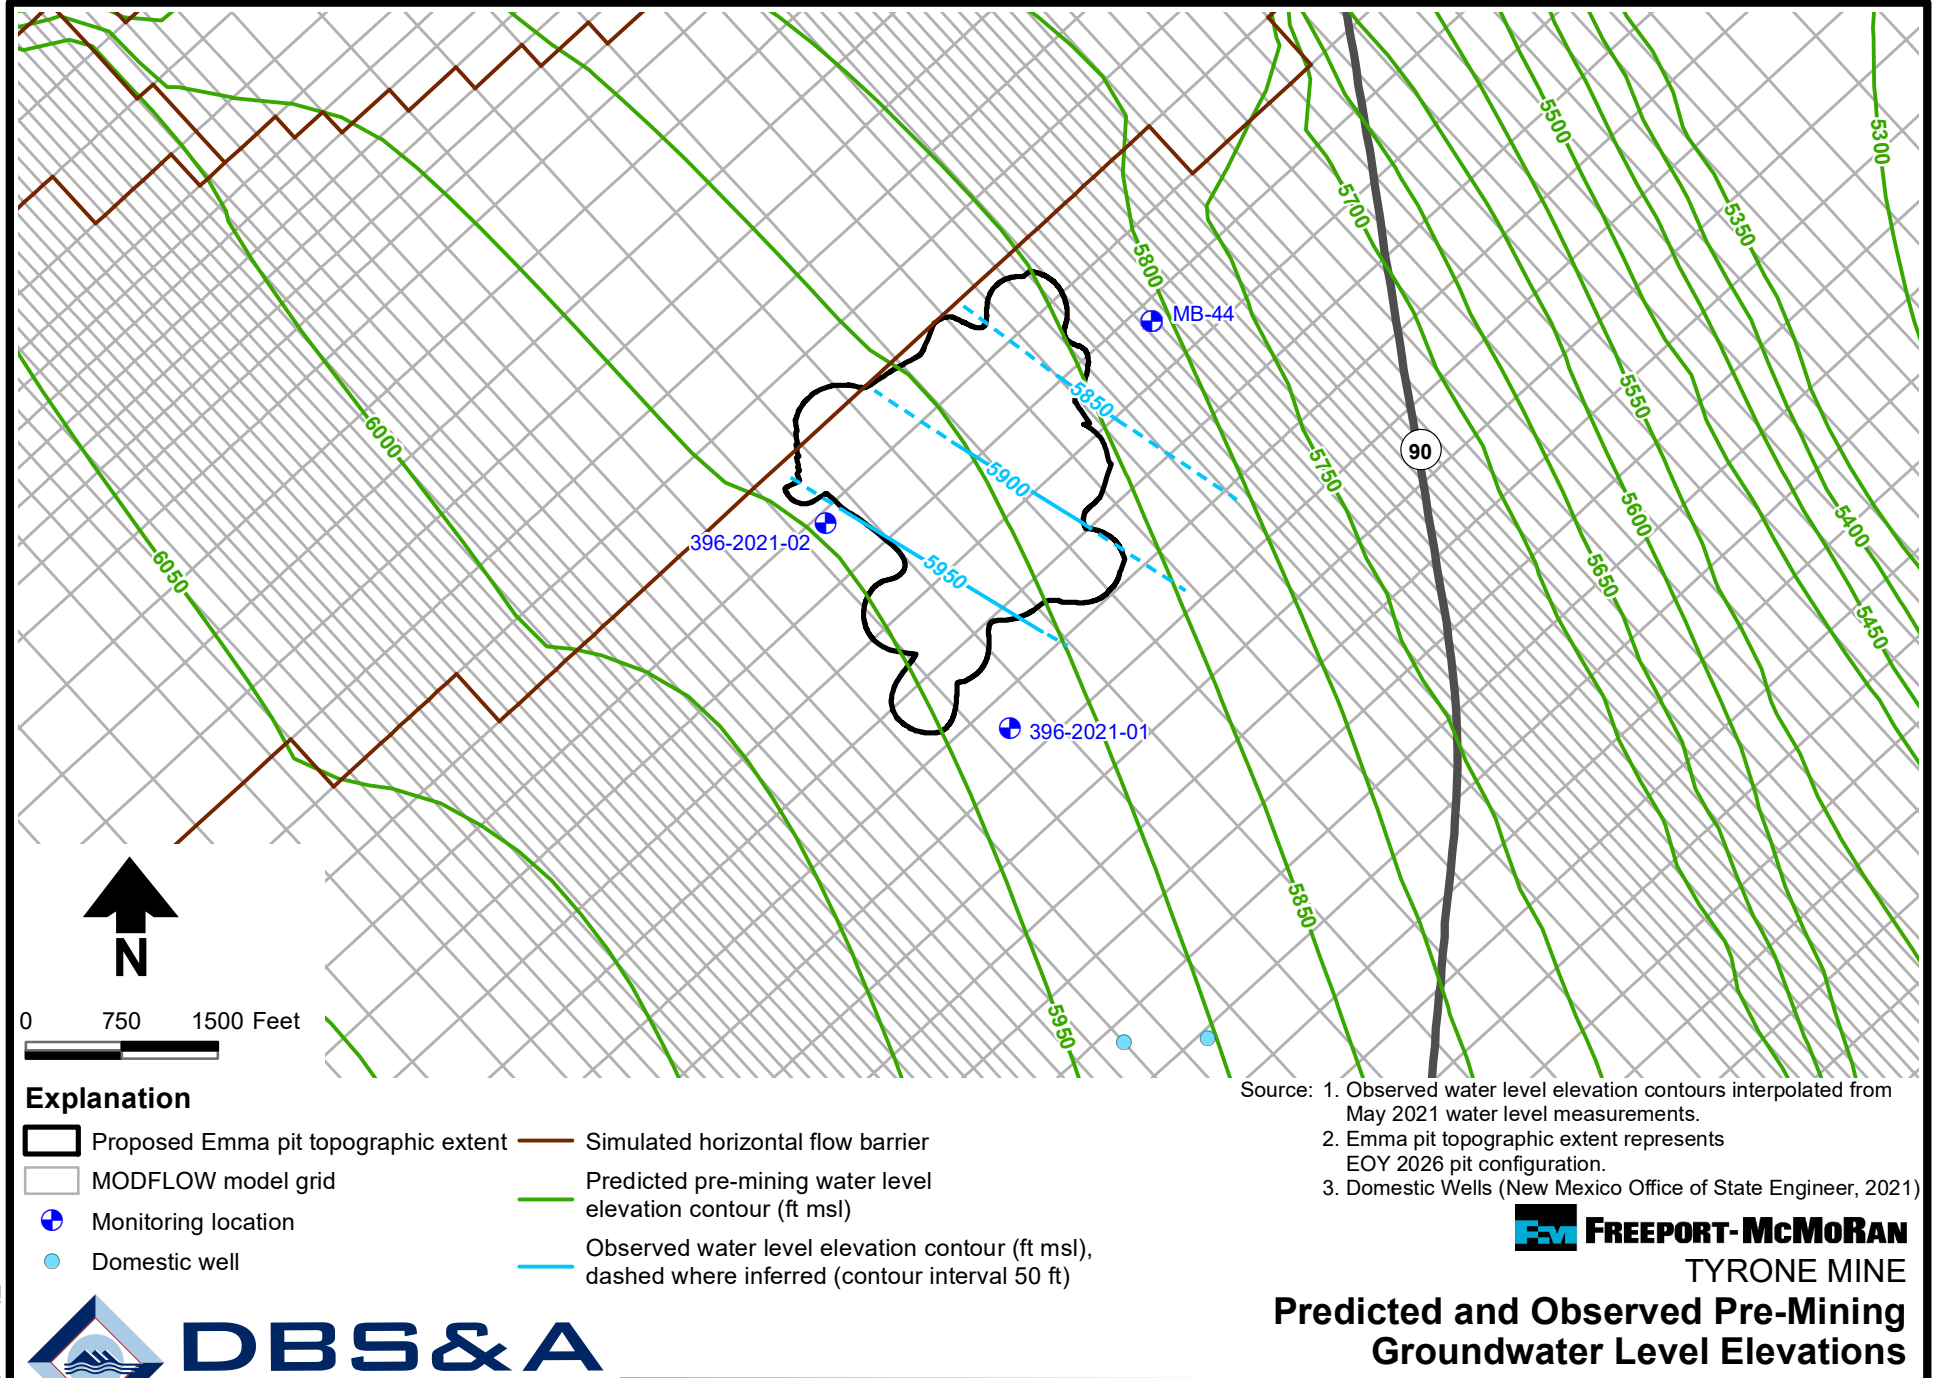 5500
5300
5350
5700
5800
MB-44
5850
5550
6000
90
5900
5750
5600
5400
396-2021-02
6050
5950
5650
5450
396-2021-01
5850
5950
N
0 750 1500 Feet
Explanation
Proposed Emma pit topographic extent
MODFLOW model grid
Monitoring location
Domestic well
Simulated horizontal flow barrier
Predicted pre-mining water level
elevation contour (ft msl)
Observed water level elevation contour (ft msl),
dashed where inferred (contour interval 50 ft)
Source: 1. Observed water level elevation contours interpolated from
May 2021 water level measurements.
2. Emma pit topographic extent represents
EOY 2026 pit configuration.
3. Domestic Wells (New Mexico Office of State Engineer, 2021)
FREEPORT-MCMORAN
TYRONE MINE
Predicted and Observed Pre-Mining
Groundwater Level Elevations
DBS&A